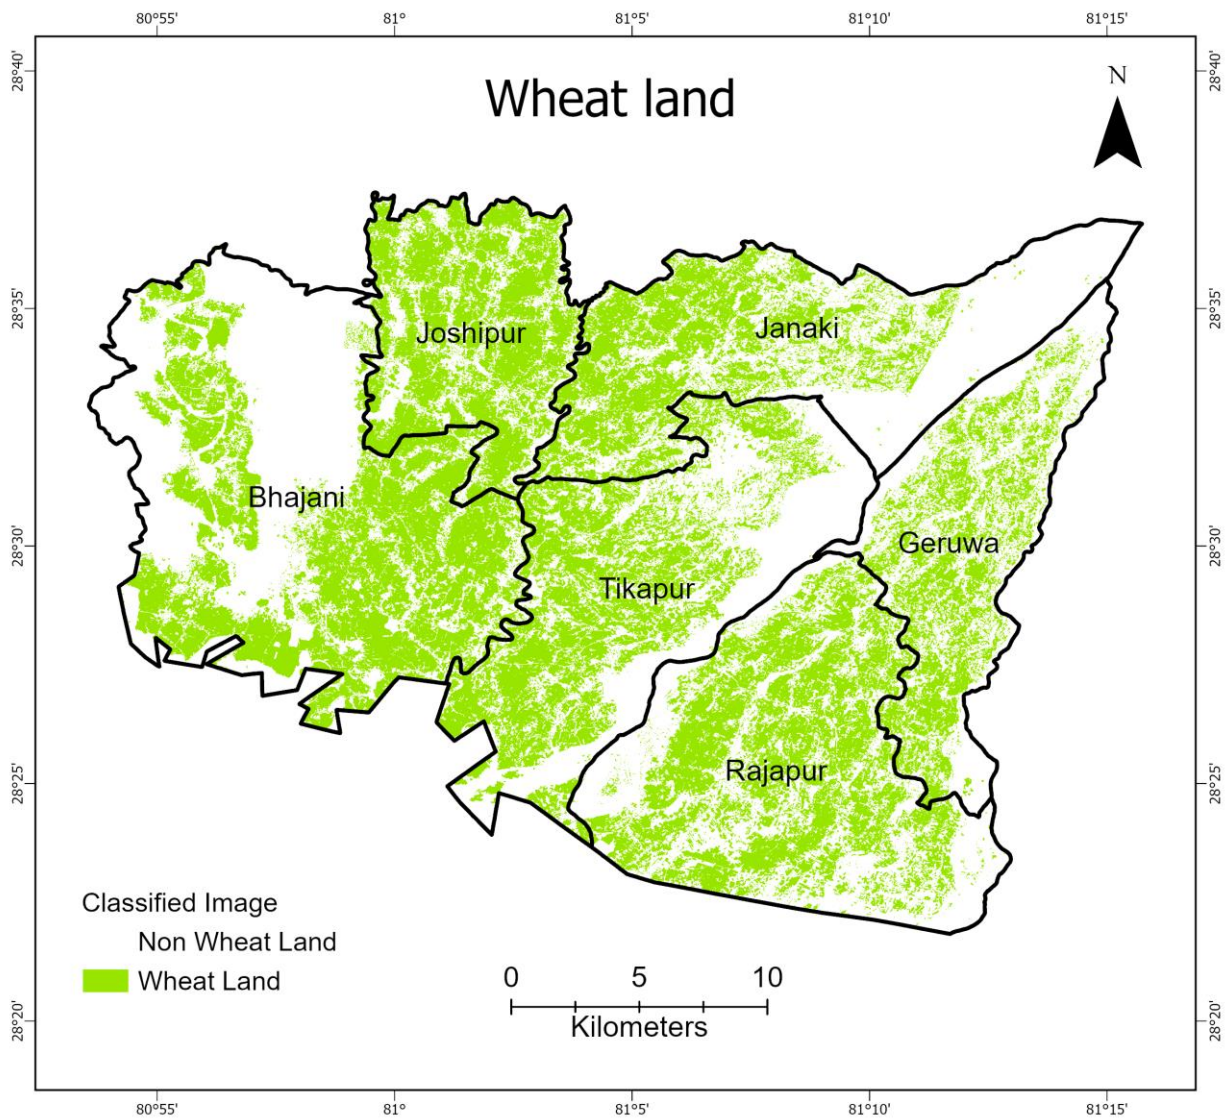 80°55' 81° 81°5' 81°10' 81°15'
28°40' 28°40'
Wheat land
N
28°35' 28°35'
Joshipur
Janaki
Bhajani
28°30' 28°30'
Geruwa
Tikapur
Rajapur
28°25' 28°25'
Classified Image
Non Wheat Land
Wheat Land
0 5 10
Kilometers
28°20' 28°20'
80°55' 81° 81°5' 81°10' 81°15'